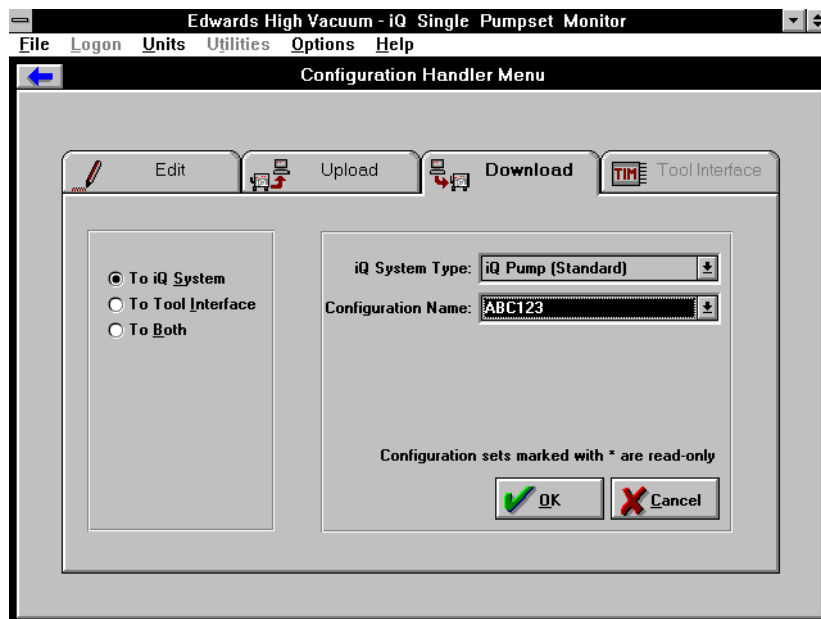 Edwards High Vacuum - iQ Single Pumpset Monitor
File Logon Units Utilities Options Help
Configuration Handler Menu
Edit Upload Download TIM Tool Interface
To iQ System
To Tool Interface
To Both
iQ System Type: iQ Pump (Standard)
Configuration Name: ABC123
Configuration sets marked with * are read-only
OK Cancel